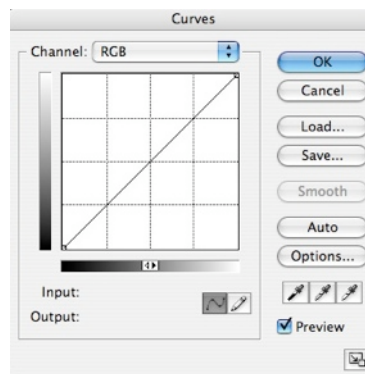 Curves
Channel: RGB
OK
Cancel
Load...
Save...
Smooth
Auto
Options...
Input:
Output:
Preview